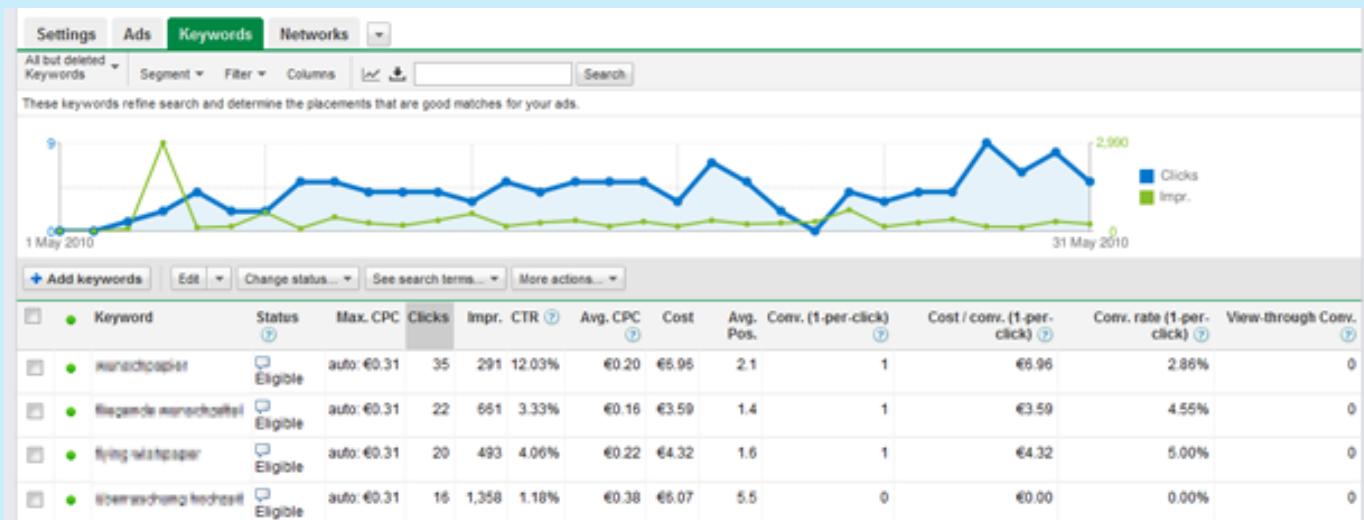 Settings Ads Keywords Networks
All but deleted Keywords Segment Filter Columns Search
These keywords refine search and determine the placements that are good matches for your ads.
9 2,990
Clicks
Impr.
0 0
1 May 2010 31 May 2010
+ Add keywords Edit Change status... See search terms... More actions...
Keyword Status ? Max. CPC Clicks Impr. CTR ? Avg. CPC ? Cost Avg. Pos. Conv. (1-per-click) ? Cost / conv. (1-per-click) ? Conv. rate (1-per-click) ? View-through Conv. ?
Eligible auto: €0.31 35 291 12.03% €0.20 €6.96 2.1 1 €6.96 2.86% 0
Eligible auto: €0.31 22 661 3.33% €0.16 €3.59 1.4 1 €3.59 4.55% 0
Eligible auto: €0.31 20 493 4.06% €0.22 €4.32 1.6 1 €4.32 5.00% 0
Eligible auto: €0.31 16 1,358 1.18% €0.38 €6.07 5.5 0 €0.00 0.00% 0